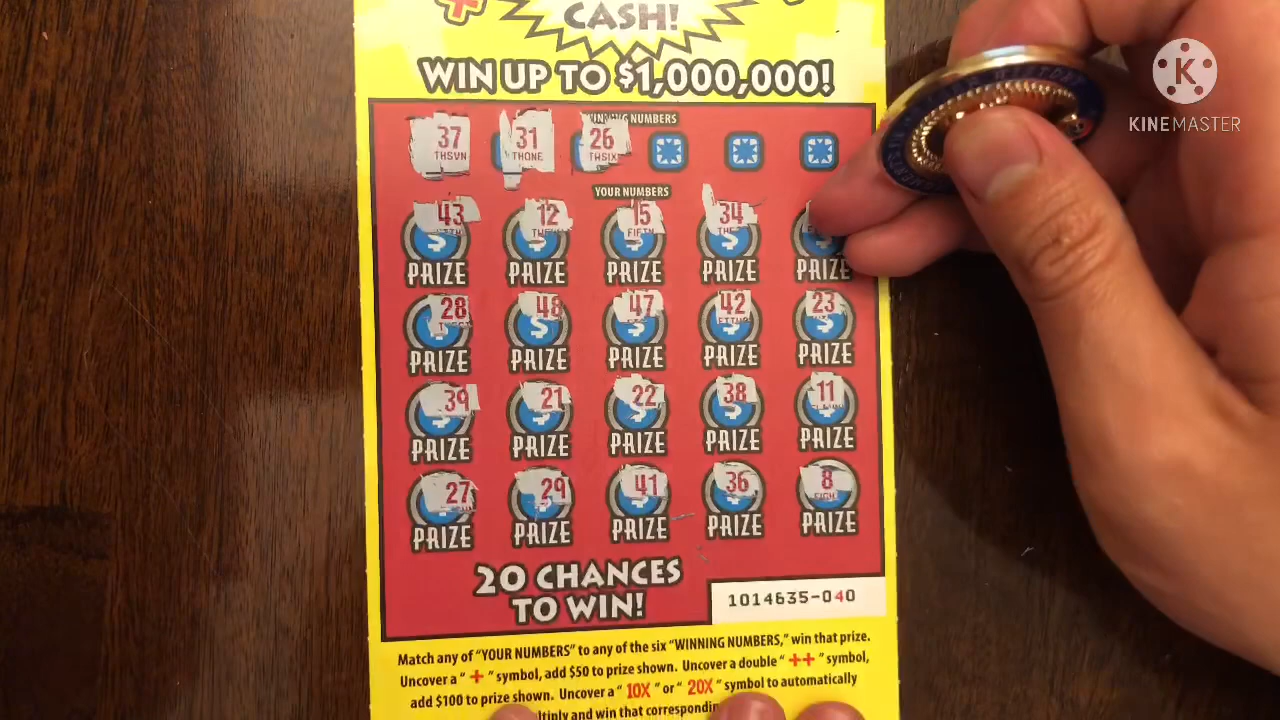 CASH!
WIN UP TO $1,000,000!
KINEMASTER
WINNING NUMBERS
37 31 26
THSVN THONE THSIX
YOUR NUMBERS
43 12 15 34
FIFTN
PRIZE PRIZE PRIZE PRIZE PRIZE
28 48 47 42 23
PRIZE PRIZE PRIZE PRIZE PRIZE
39 21 22 38 11
PRIZE PRIZE PRIZE PRIZE PRIZE
27 29 41 36 8
PRIZE PRIZE PRIZE PRIZE PRIZE
20 CHANCES
TO WIN!
1014635-040
Match any of "YOUR NUMBERS" to any of the six "WINNING NUMBERS," win that prize.
Uncover a " + " symbol, add $50 to prize shown. Uncover a double " ++ " symbol,
add $100 to prize shown. Uncover a " 10X " or " 20X " symbol to automatically
and win that